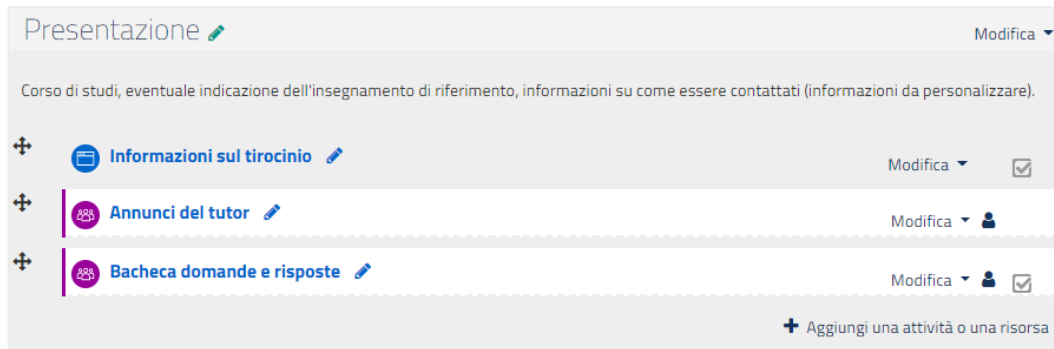 Presentazione
Modifica
Corso di studi, eventuale indicazione dell'insegnamento di riferimento, informazioni su come essere contattati (informazioni da personalizzare).
Informazioni sul tirocinio
Modifica
Annunci del tutor
Modifica
Bacheca domande e risposte
Modifica
Aggiungi una attività o una risorsa